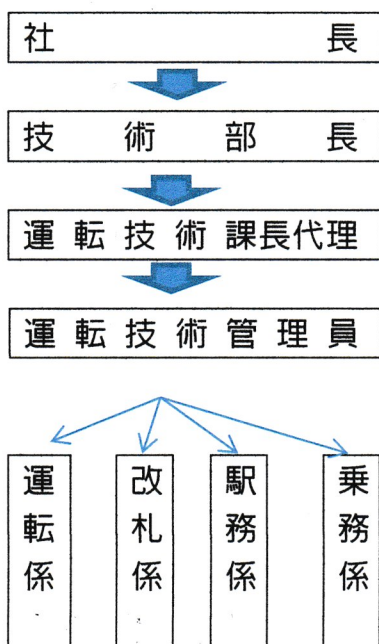 社長
技術部長
運転技術課長代理
運転技術管理員
運転係
改札係
駅務係
乗務係